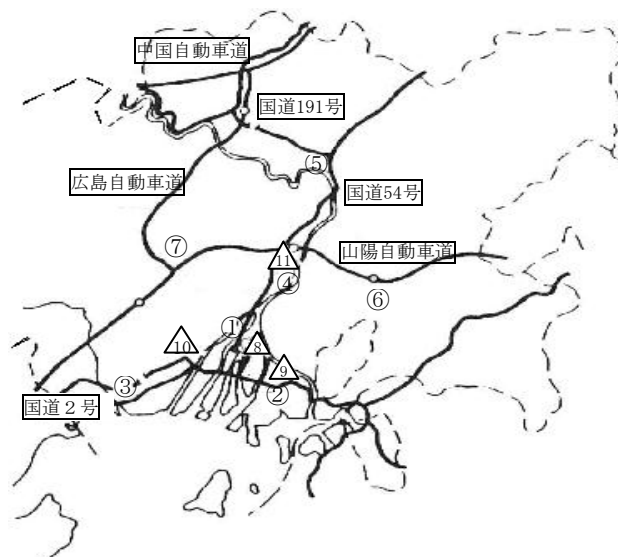 中国自動車道
国道191号
⑤
広島自動車道
国道54号
⑦
山陽自動車道
11
④
⑥
①
10
8
9
③
②
国道2号